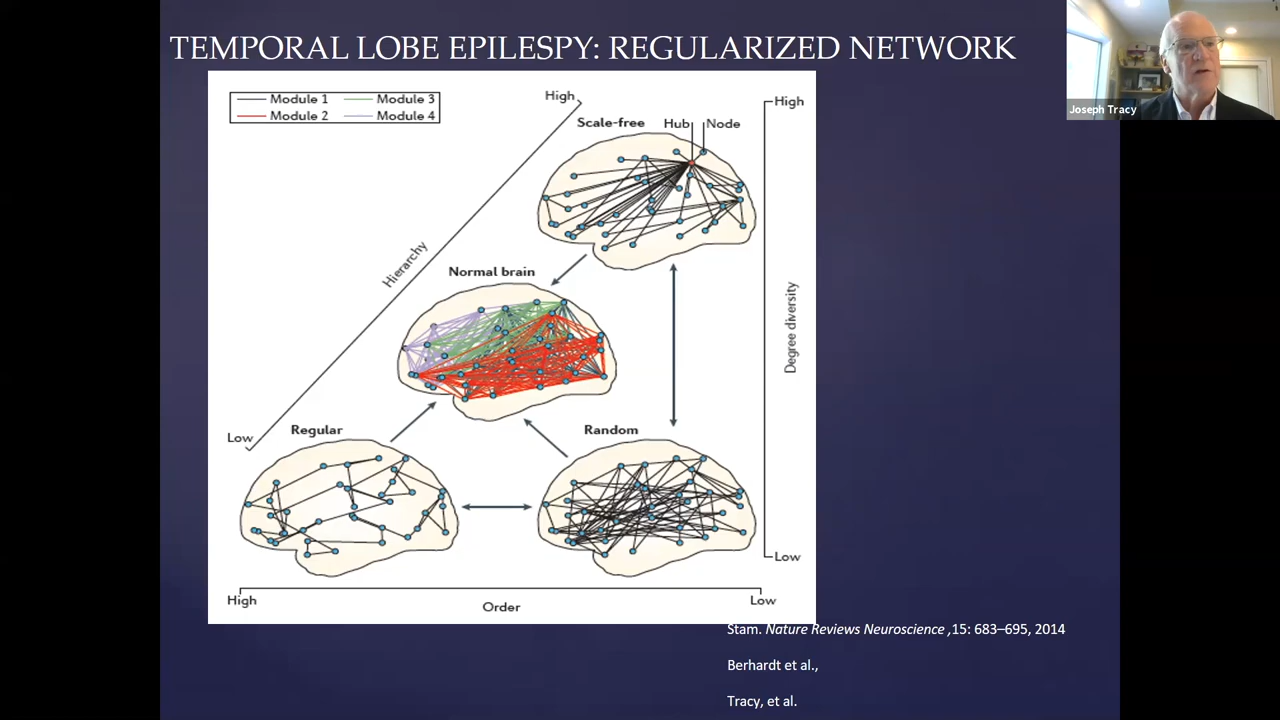 TEMPORAL LOBE EPILESPY: REGULARIZED NETWORK
Joseph Tracy
Module 1
Module 3
Module 2
Module 4
High
High
Scale-free
Hub
Node
Hierarchy
Normal brain
Degree diversity
Low
Regular
Random
Low
High
Order
Low
Stam. Nature Reviews Neuroscience ,15: 683–695, 2014
Berhardt et al.,
Tracy, et al.